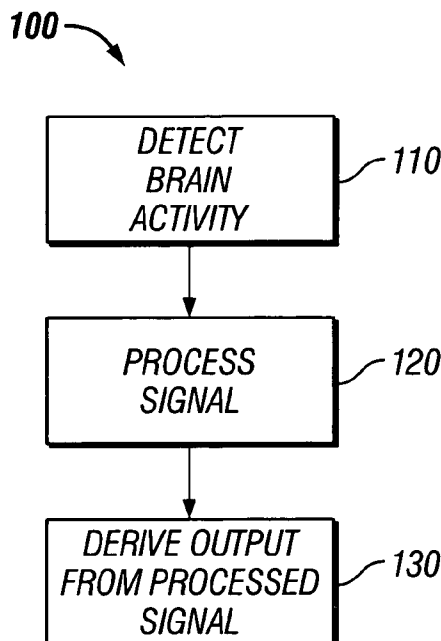 100
DETECT
BRAIN
ACTIVITY
110
PROCESS
SIGNAL
120
DERIVE OUTPUT
FROM PROCESSED
SIGNAL
130